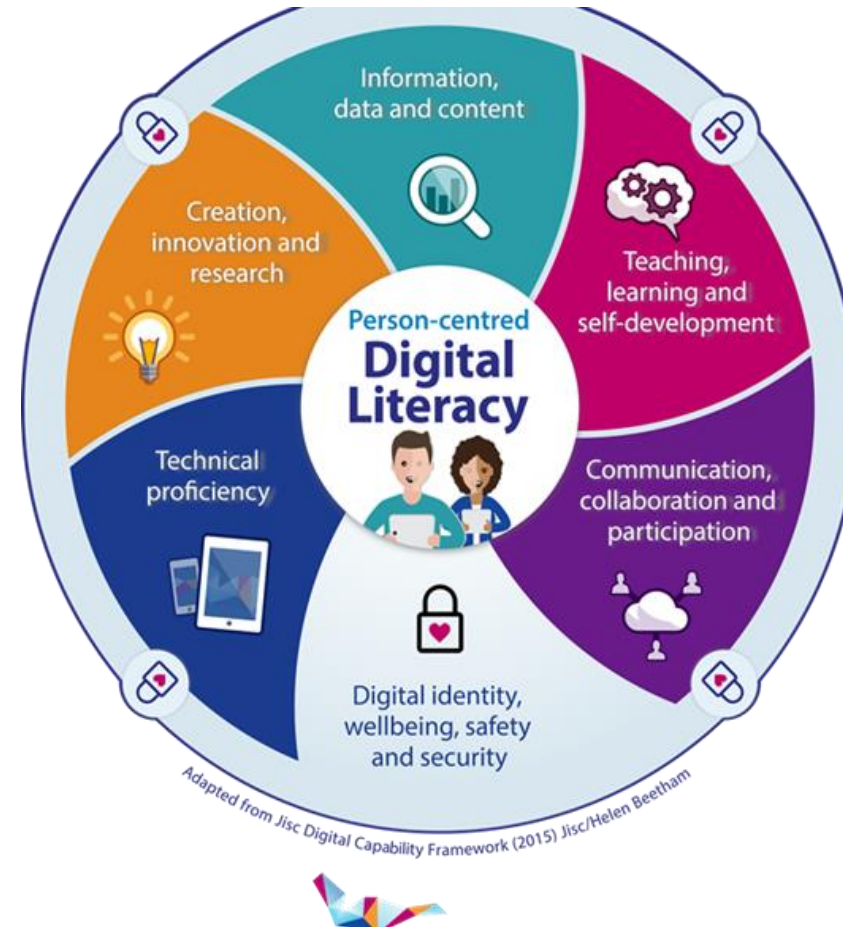 Information,
data and content
Creation,
innovation and
research
Teaching,
learning and
self-development
Person-centred
Digital
Literacy
Technical
proficiency
Communication,
collaboration and
participation
Digital identity,
wellbeing, safety
and security
Adapted from Jisc Digital Capability Framework (2015) Jisc/Helen Beetham